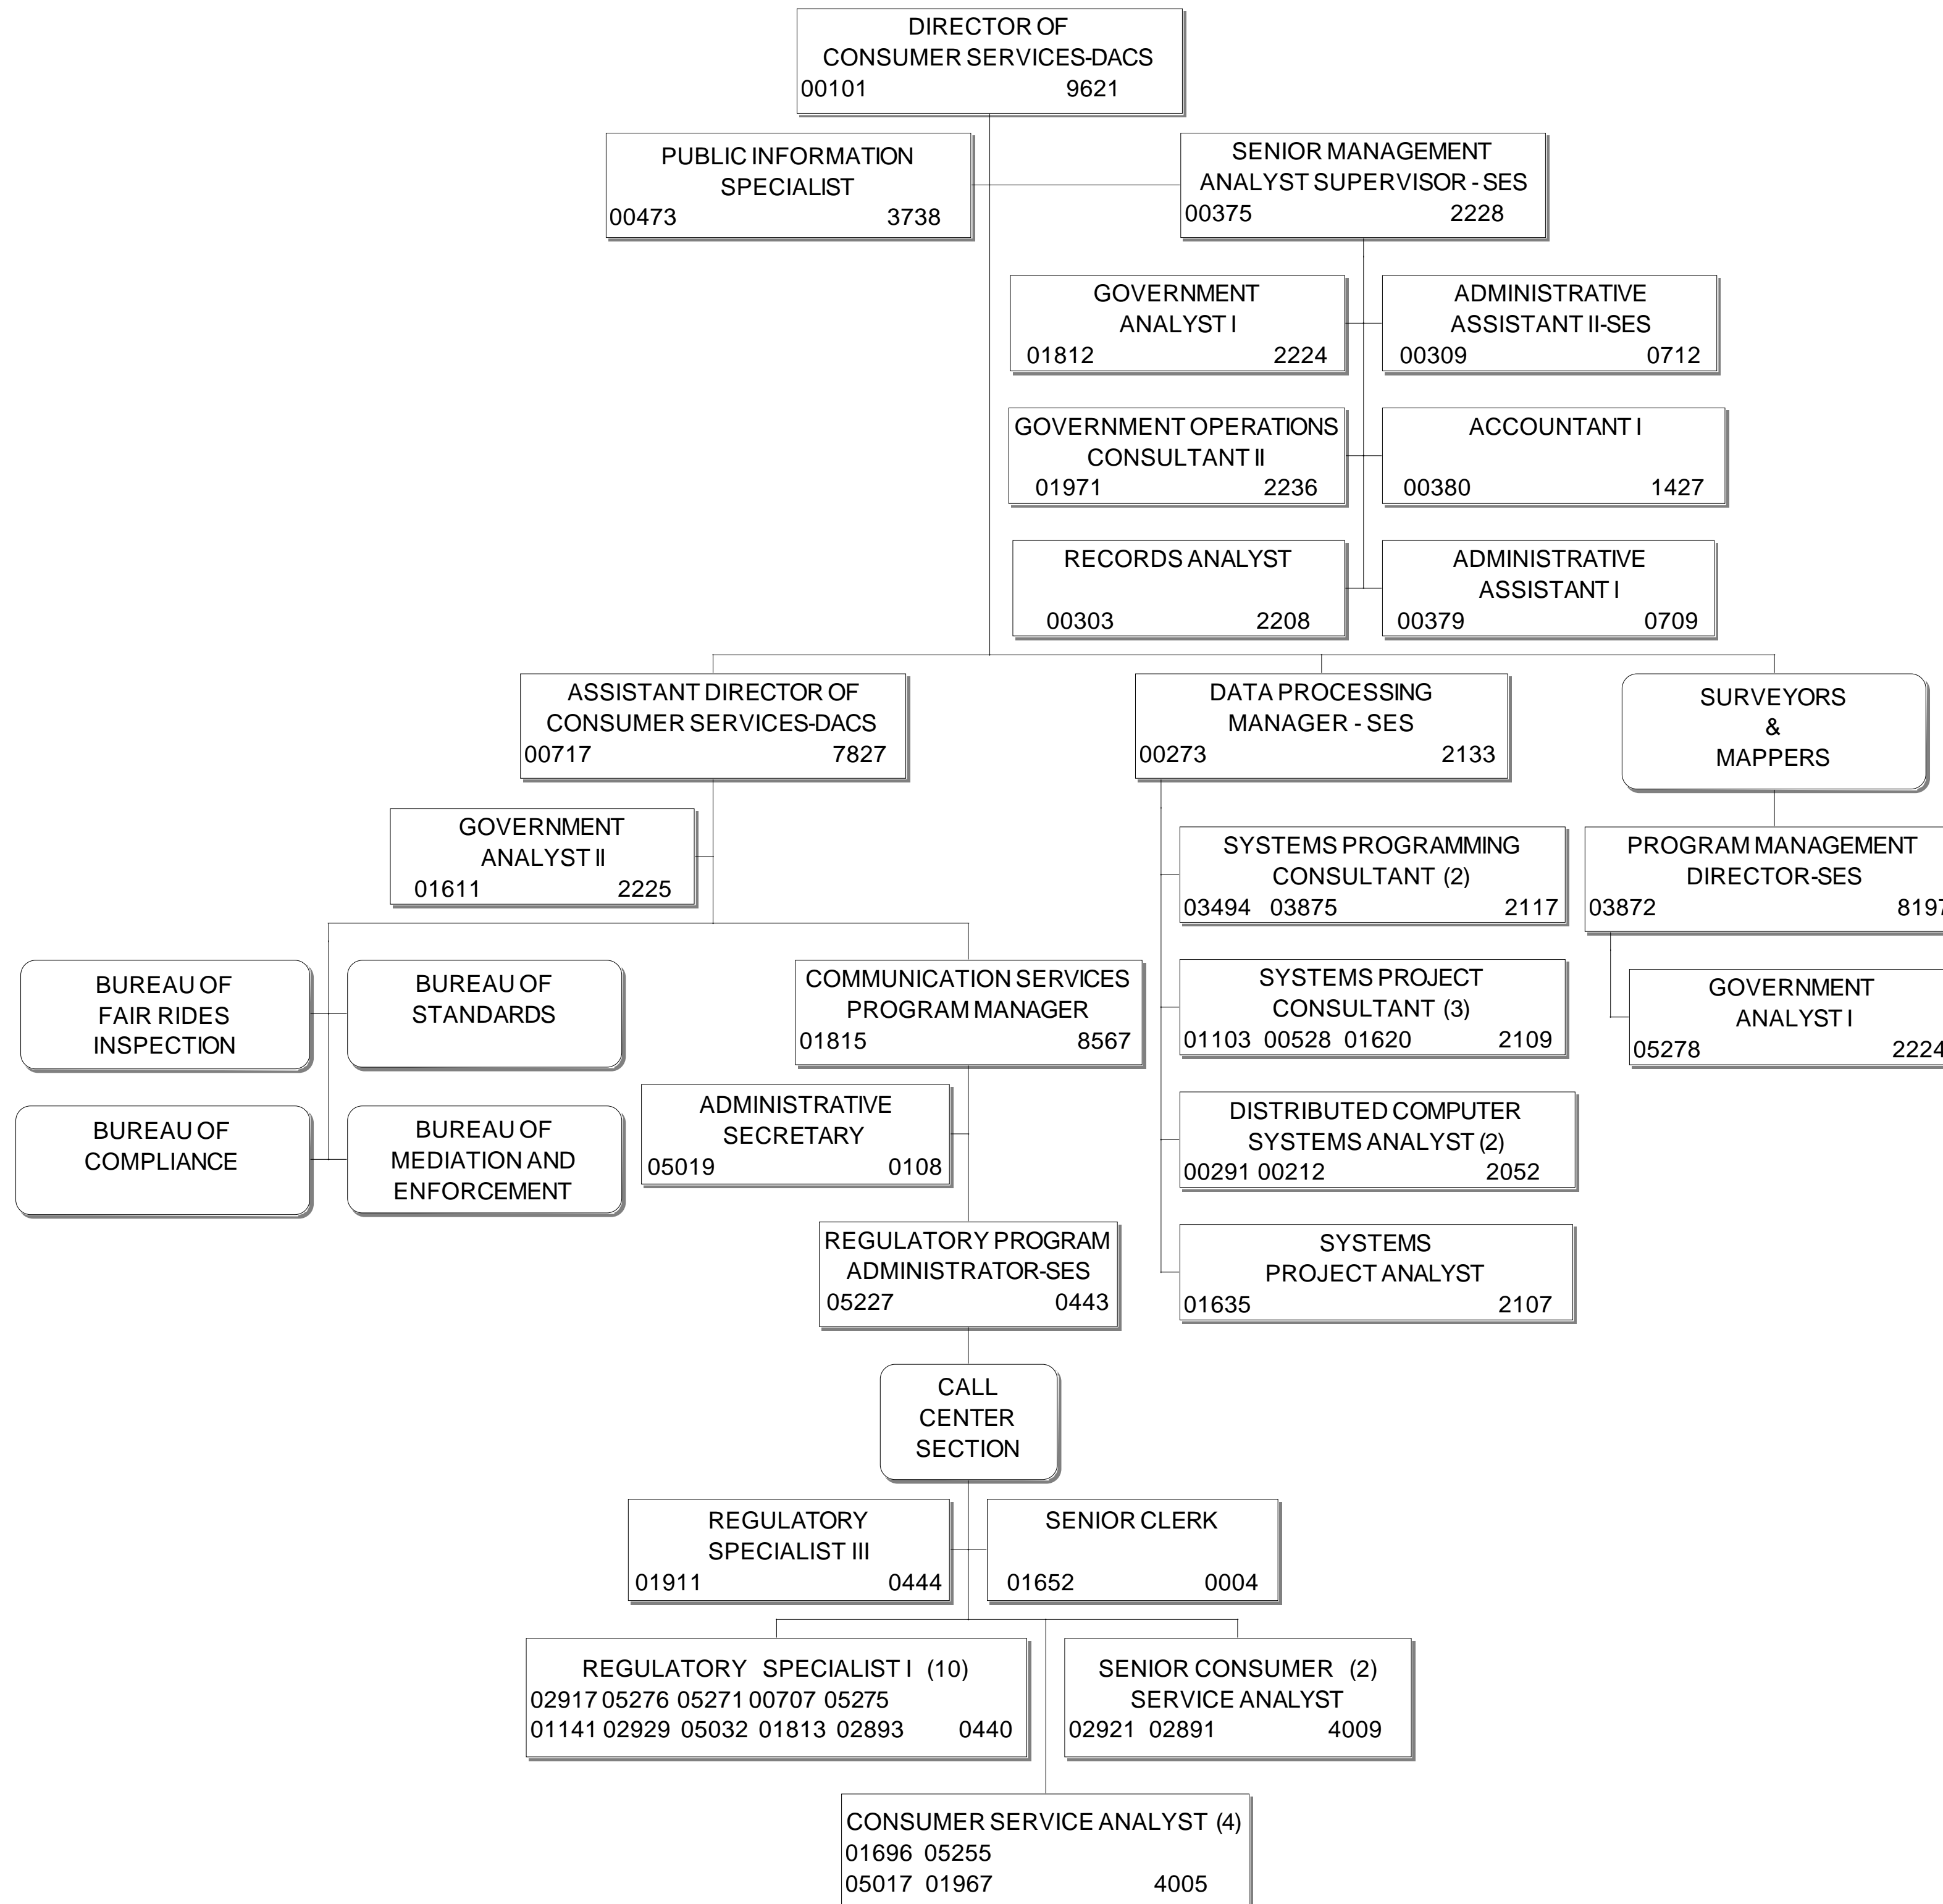 DIRECTOR OF
CONSUMER SERVICES-DACS
00101 9621
PUBLIC INFORMATION
SPECIALIST
00473 3738
SENIOR MANAGEMENT
ANALYST SUPERVISOR - SES
00375 2228
GOVERNMENT
ANALYST I
01812 2224
ADMINISTRATIVE
ASSISTANT II-SES
00309 0712
GOVERNMENT OPERATIONS
CONSULTANT II
01971 2236
ACCOUNTANT I
00380 1427
RECORDS ANALYST
00303 2208
ADMINISTRATIVE
ASSISTANT I
00379 0709
ASSISTANT DIRECTOR OF
CONSUMER SERVICES-DACS
00717 7827
DATA PROCESSING
MANAGER - SES
00273 2133
SURVEYORS
&
MAPPERS
GOVERNMENT
ANALYST II
01611 2225
SYSTEMS PROGRAMMING
CONSULTANT (2)
03494 03875 2117
PROGRAM MANAGEMENT
DIRECTOR-SES
03872 8197
BUREAU OF
FAIR RIDES
INSPECTION
BUREAU OF
STANDARDS
COMMUNICATION SERVICES
PROGRAM MANAGER
01815 8567
SYSTEMS PROJECT
CONSULTANT (3)
01103 00528 01620 2109
GOVERNMENT
ANALYST I
05278 2224
BUREAU OF
COMPLIANCE
BUREAU OF
MEDIATION AND
ENFORCEMENT
ADMINISTRATIVE
SECRETARY
05019 0108
DISTRIBUTED COMPUTER
SYSTEMS ANALYST (2)
00291 00212 2052
REGULATORY PROGRAM
ADMINISTRATOR-SES
05227 0443
SYSTEMS
PROJECT ANALYST
01635 2107
CALL
CENTER
SECTION
REGULATORY
SPECIALIST III
01911 0444
SENIOR CLERK
01652 0004
REGULATORY SPECIALIST I (10)
02917 05276 05271 00707 05275
01141 02929 05032 01813 02893 0440
SENIOR CONSUMER (2)
SERVICE ANALYST
02921 02891 4009
CONSUMER SERVICE ANALYST (4)
01696 05255
05017 01967 4005